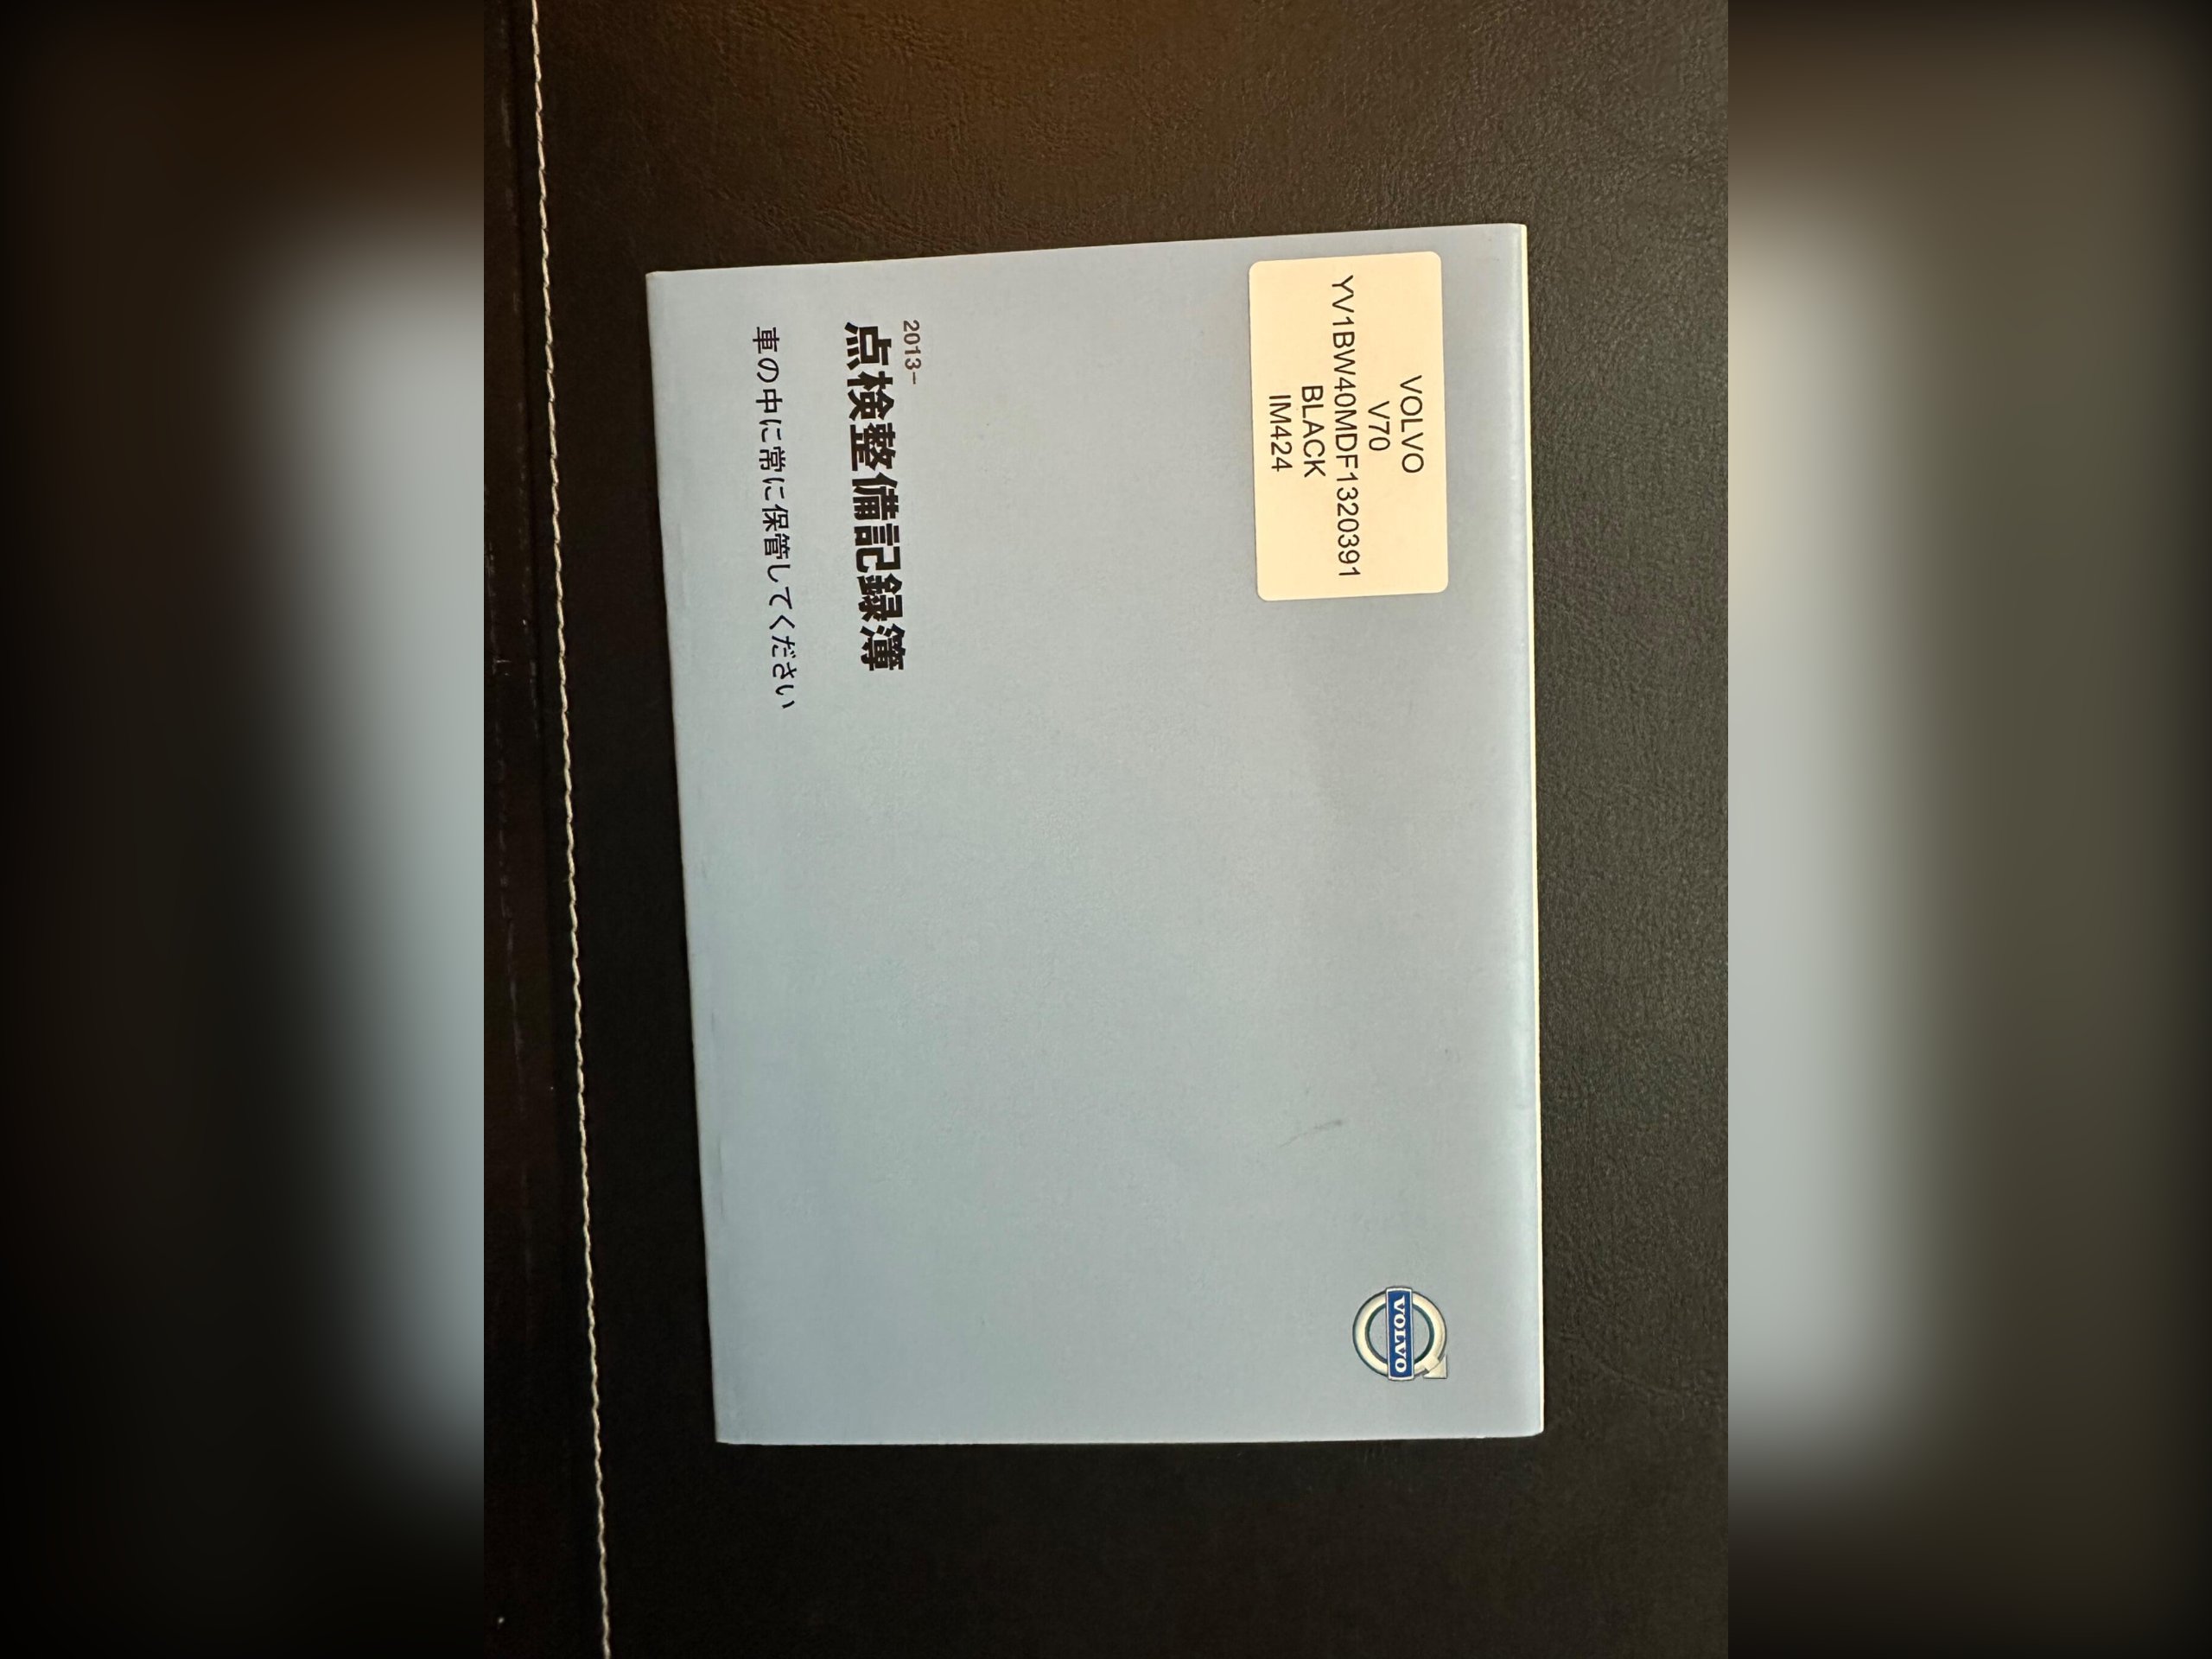 VOLVO
V70
YV1BW40MDF1320391
BLACK
IM424
2013–
点検整備記録簿
車の中に常に保管してください
VOLVO